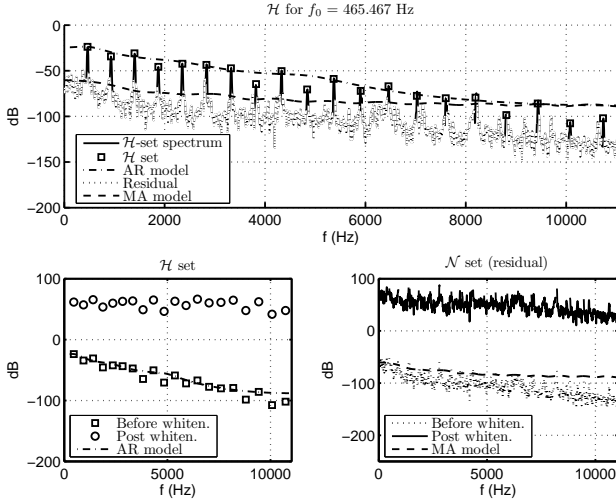 ℋ for f₀ = 465.467 Hz
0
−50
−100
−150
−200
dB
ℋ-set spectrum
ℋ set
AR model
Residual
MA model
0 2000 4000 6000 8000 10000
f (Hz)
ℋ set
100
0
−100
−200
dB
Before whiten.
Post whiten.
AR model
0 5000 10000
f (Hz)
𝒩 set (residual)
100
0
−100
−200
dB
Before whiten.
Post whiten.
MA model
0 5000 10000
f (Hz)